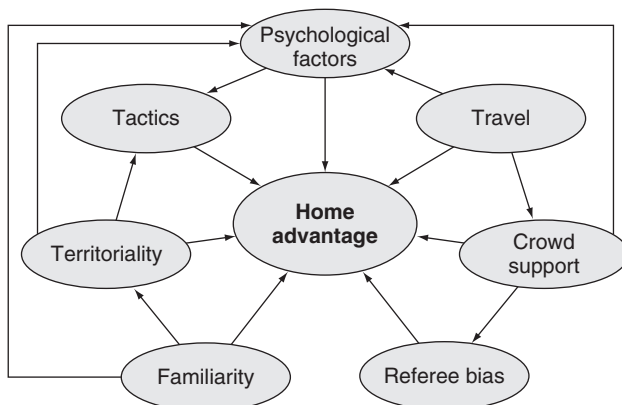 Psychological
factors
Tactics
Travel
Home
advantage
Territoriality
Crowd
support
Familiarity
Referee bias